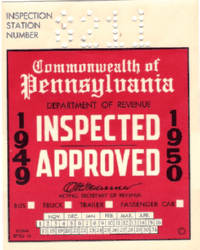 INSPECTION
STATION
NUMBER
Commonwealth of
Pennsylvania
DEPARTMENT OF REVENUE
1949
INSPECTED
APPROVED
1950
ACTING SECRETARY OF REVENUE
BUS TRUCK TRAILER PASSENGER CAR
NOV. DEC. JAN. FEB. MAR. APR.